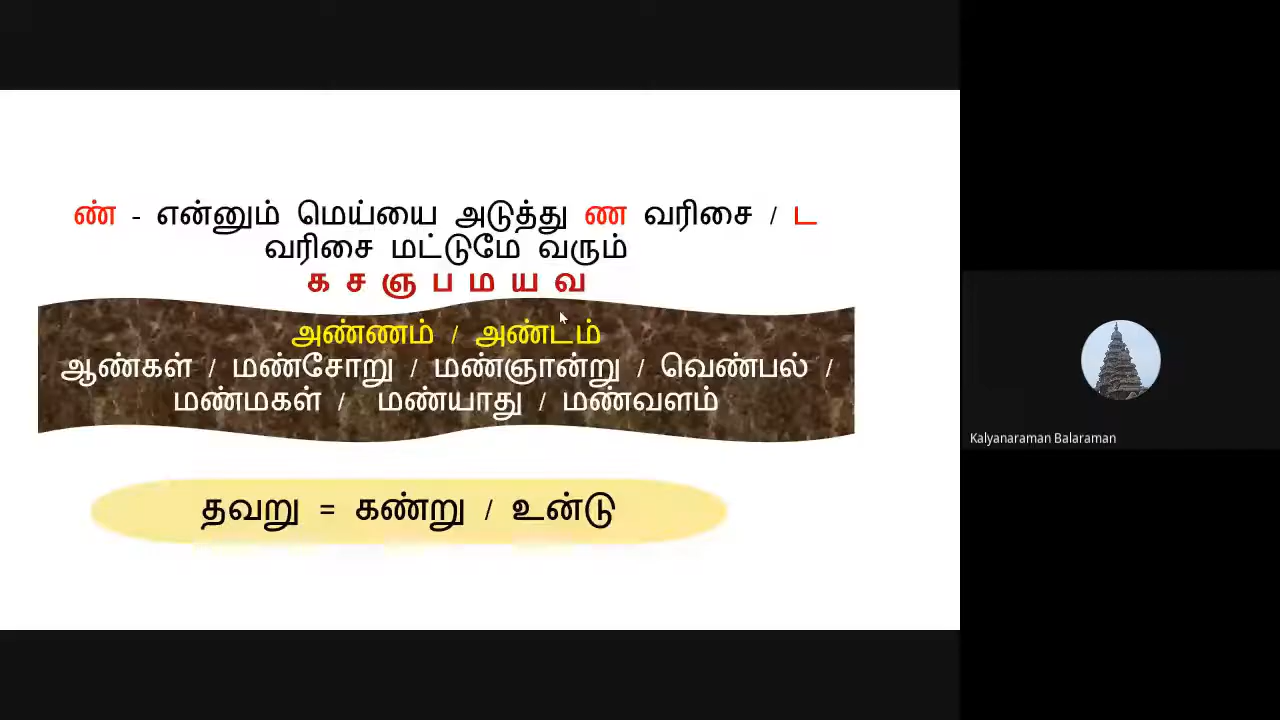 ண் - என்னும் மெய்யை அடுத்து ண வரிசை / ட
வரிசை மட்டுமே வரும்
க ச ஞ ப ம ய வ
அண்ணம் / அண்டம்
ஆண்கள் / மண்சோறு / மண்ஞான்று / வெண்பல் /
மண்மகள் / மண்யாது / மண்வளம்
தவறு = கண்று / உன்டு
Kalyanaraman Balaraman